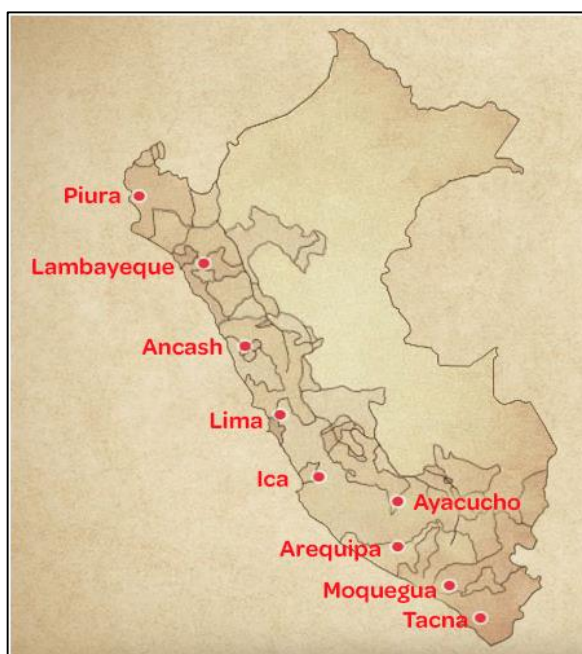 Piura
Lambayeque
Ancash
Lima
Ica
Ayacucho
Arequipa
Moquegua
Tacna